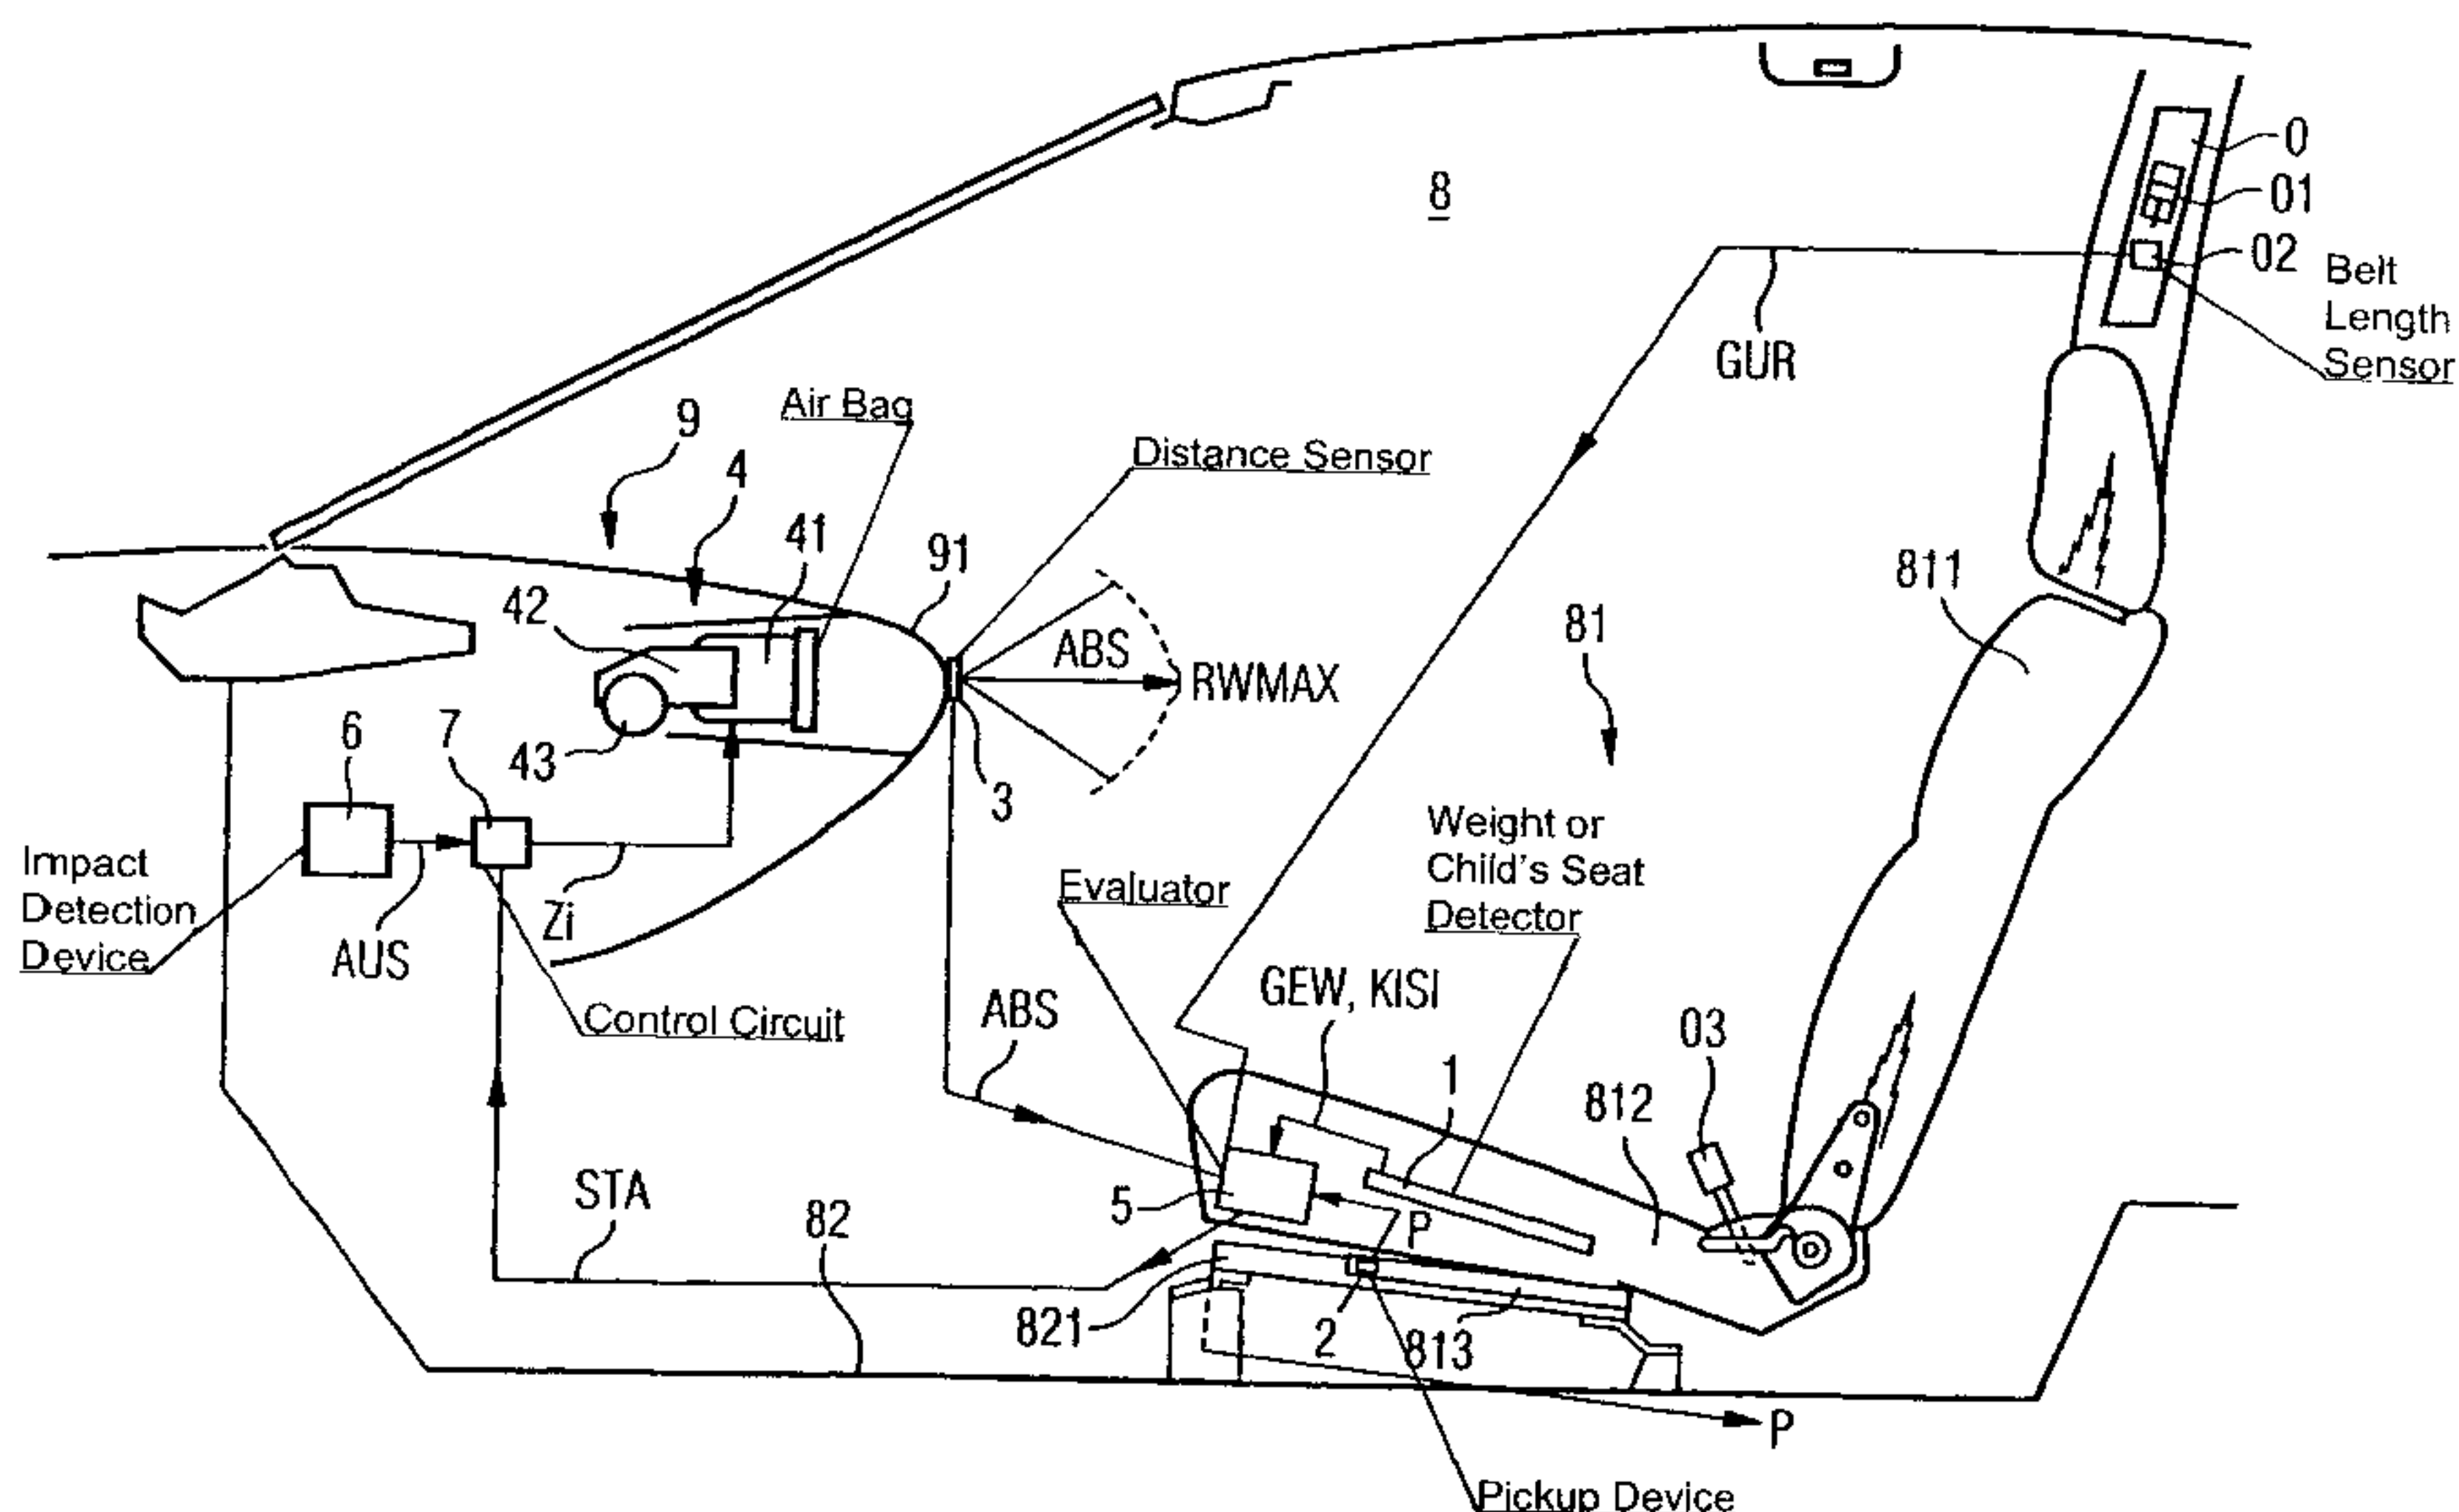 0
01
8
02
Belt
Length
Sensor
GUR
Air Bag
9
Distance Sensor
4
41
91
811
42
81
ABS
RWMAX
6
7
43
3
Weight or
Child's Seat
Detector
Impact
Detection
Device
Evaluator
Zi
AUS
GEW, KISI
ABS
Control Circuit
03
1
812
STA
5
82
P
821
2
813
P
Pickup Device